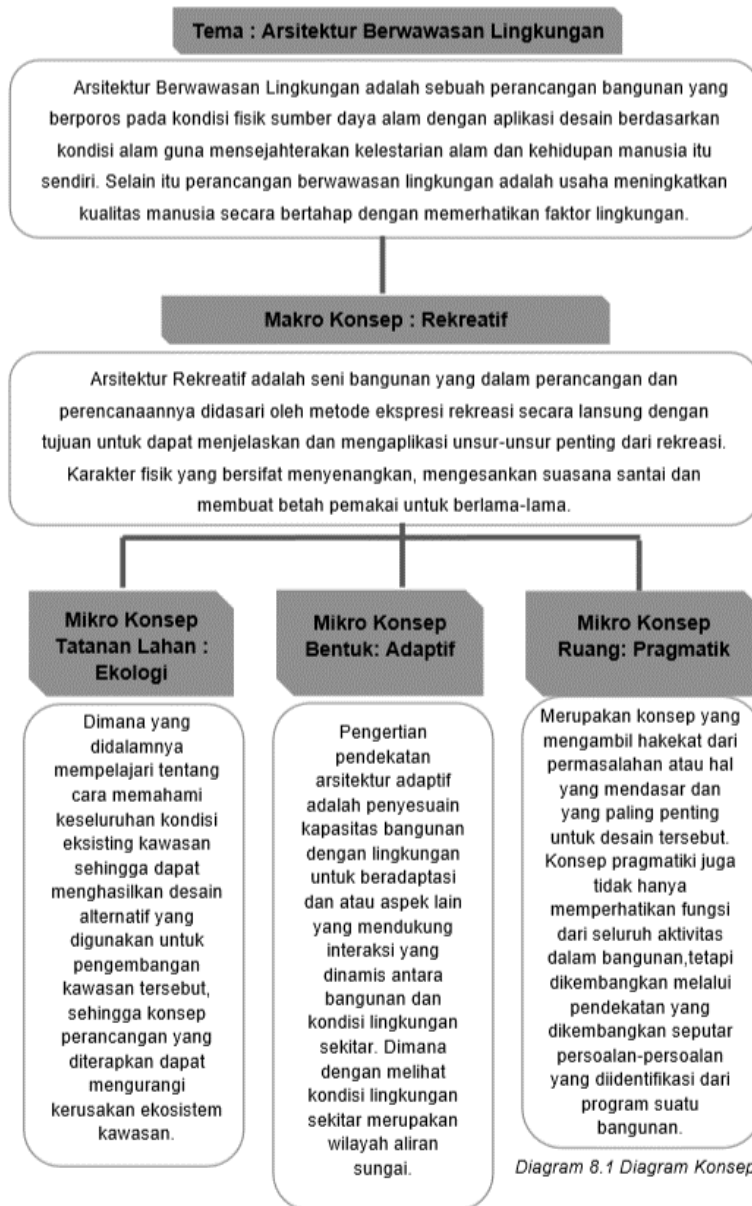 Tema : Arsitektur Berwawasan Lingkungan
Arsitektur Berwawasan Lingkungan adalah sebuah perancangan bangunan yang
berporos pada kondisi fisik sumber daya alam dengan aplikasi desain berdasarkan
kondisi alam guna mensejahterakan kelestarian alam dan kehidupan manusia itu
sendiri. Selain itu perancangan berwawasan lingkungan adalah usaha meningkatkan
kualitas manusia secara bertahap dengan memerhatikan faktor lingkungan.
Makro Konsep : Rekreatif
Arsitektur Rekreatif adalah seni bangunan yang dalam perancangan dan
perencanaannya didasari oleh metode ekspresi rekreasi secara lansung dengan
tujuan untuk dapat menjelaskan dan mengaplikasi unsur-unsur penting dari rekreasi.
Karakter fisik yang bersifat menyenangkan, mengesankan suasana santai dan
membuat betah pemakai untuk berlama-lama.
Mikro Konsep
Tatanan Lahan :
Ekologi
Dimana yang
didalamnya
mempelajari tentang
cara memahami
keseluruhan kondisi
eksisting kawasan
sehingga dapat
menghasilkan desain
alternatif yang
digunakan untuk
pengembangan
kawasan tersebut,
sehingga konsep
perancangan yang
diterapkan dapat
mengurangi
kerusakan ekosistem
kawasan.
Mikro Konsep
Bentuk: Adaptif
Pengertian
pendekatan
arsitektur adaptif
adalah penyesuain
kapasitas bangunan
dengan lingkungan
untuk beradaptasi
dan atau aspek lain
yang mendukung
interaksi yang
dinamis antara
bangunan dan
kondisi lingkungan
sekitar. Dimana
dengan melihat
kondisi lingkungan
sekitar merupakan
wilayah aliran
sungai.
Mikro Konsep
Ruang: Pragmatik
Merupakan konsep yang
mengambil hakekat dari
permasalahan atau hal
yang mendasar dan
yang paling penting
untuk desain tersebut.
Konsep pragmatiki juga
tidak hanya
memperhatikan fungsi
dari seluruh aktivitas
dalam bangunan,tetapi
dikembangkan melalui
pendekatan yang
dikembangkan seputar
persoalan-persoalan
yang diidentifikasi dari
program suatu
bangunan.
Diagram 8.1 Diagram Konsep